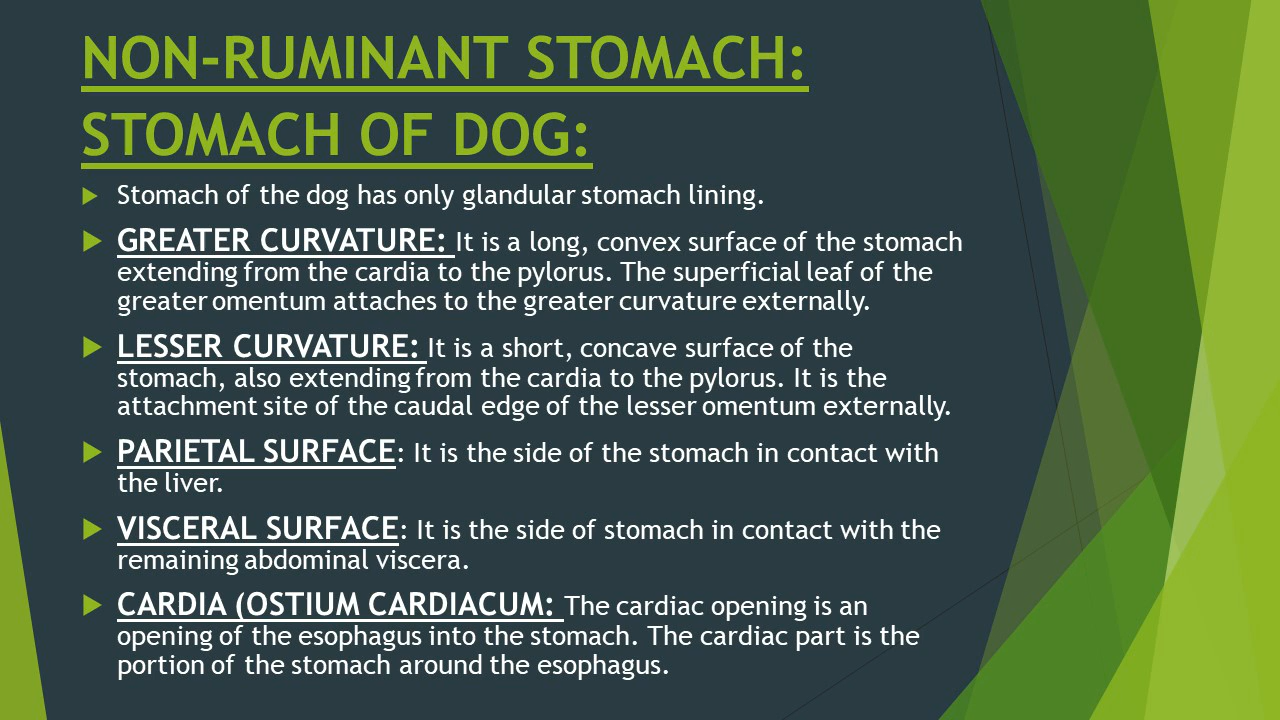 NON-RUMINANT STOMACH:
STOMACH OF DOG:
Stomach of the dog has only glandular stomach lining.
GREATER CURVATURE: It is a long, convex surface of the stomach
extending from the cardia to the pylorus. The superficial leaf of the
greater omentum attaches to the greater curvature externally.
LESSER CURVATURE: It is a short, concave surface of the
stomach, also extending from the cardia to the pylorus. It is the
attachment site of the caudal edge of the lesser omentum externally.
PARIETAL SURFACE: It is the side of the stomach in contact with
the liver.
VISCERAL SURFACE: It is the side of stomach in contact with the
remaining abdominal viscera.
CARDIA (OSTIUM CARDIACUM: The cardiac opening is an
opening of the esophagus into the stomach. The cardiac part is the
portion of the stomach around the esophagus.